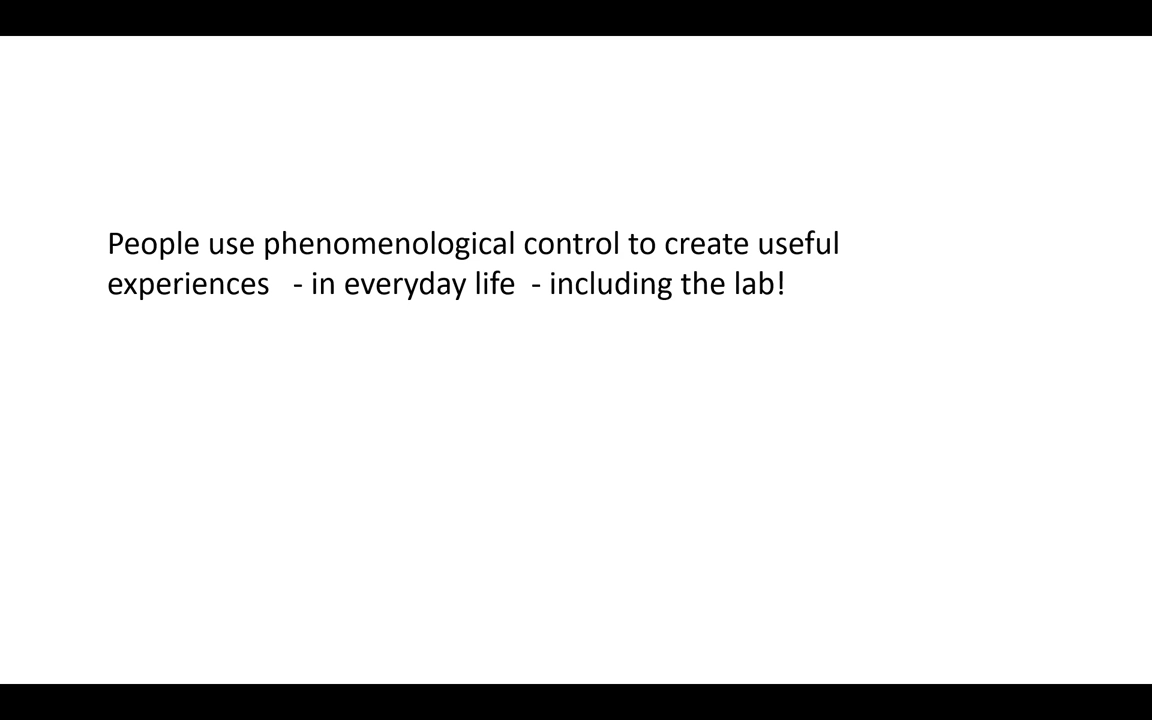 People use phenomenological control to create useful
experiences   - in everyday life  - including the lab!